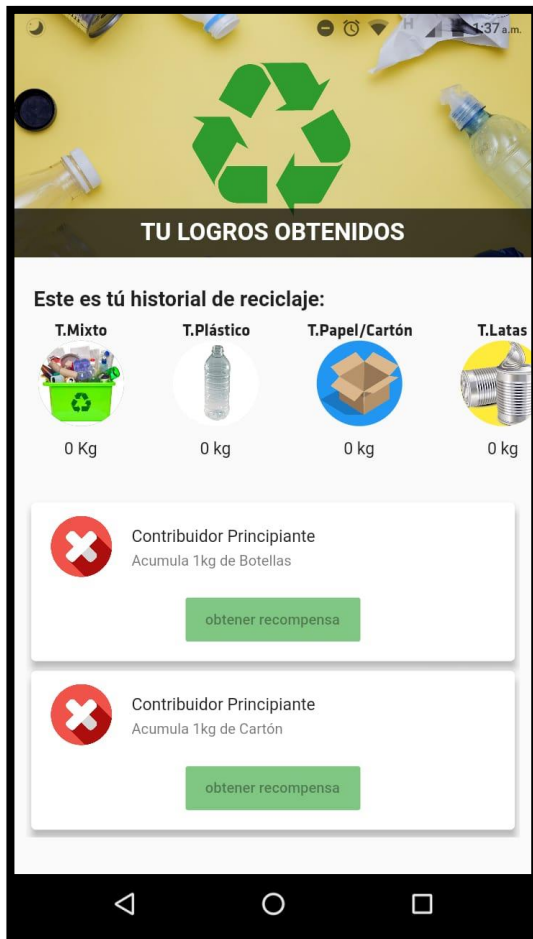 H 1:37 a.m.
TU LOGROS OBTENIDOS
Este es tú historial de reciclaje:
T.Mixto T.Plástico T.Papel/Cartón T.Latas
0 Kg 0 kg 0 kg 0 kg
Contribuidor Principiante
Acumula 1kg de Botellas
obtener recompensa
Contribuidor Principiante
Acumula 1kg de Cartón
obtener recompensa